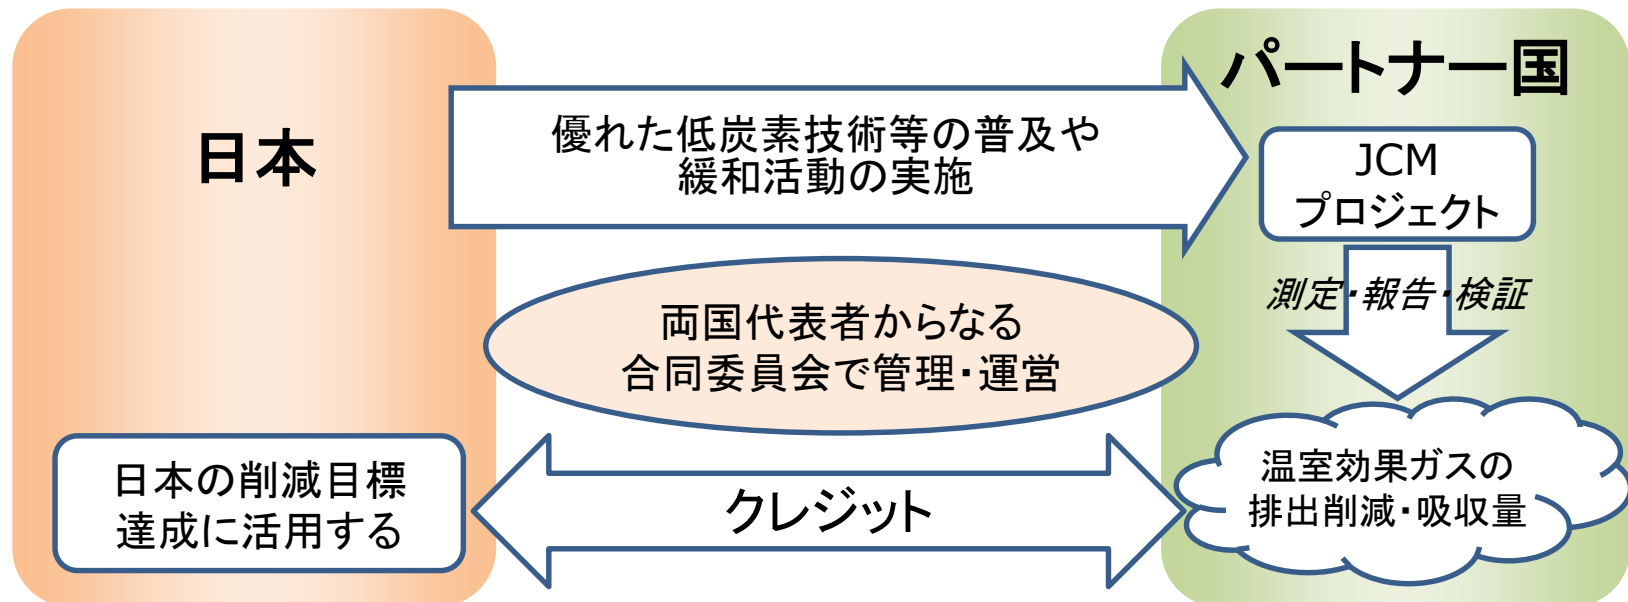 日本
優れた低炭素技術等の普及や
緩和活動の実施
パートナー国
JCM
プロジェクト
測定・報告・検証
両国代表者からなる
合同委員会で管理・運営
日本の削減目標
達成に活用する
クレジット
温室効果ガスの
排出削減・吸収量